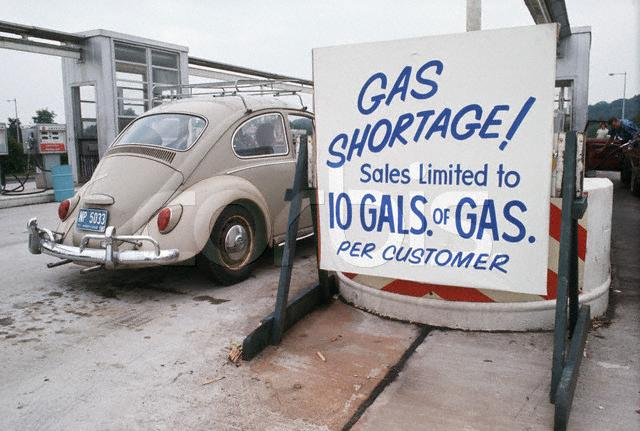 GAS
SHORTAGE!
Sales Limited to
10 GALS. OF GAS.
PER CUSTOMER
NP 5033